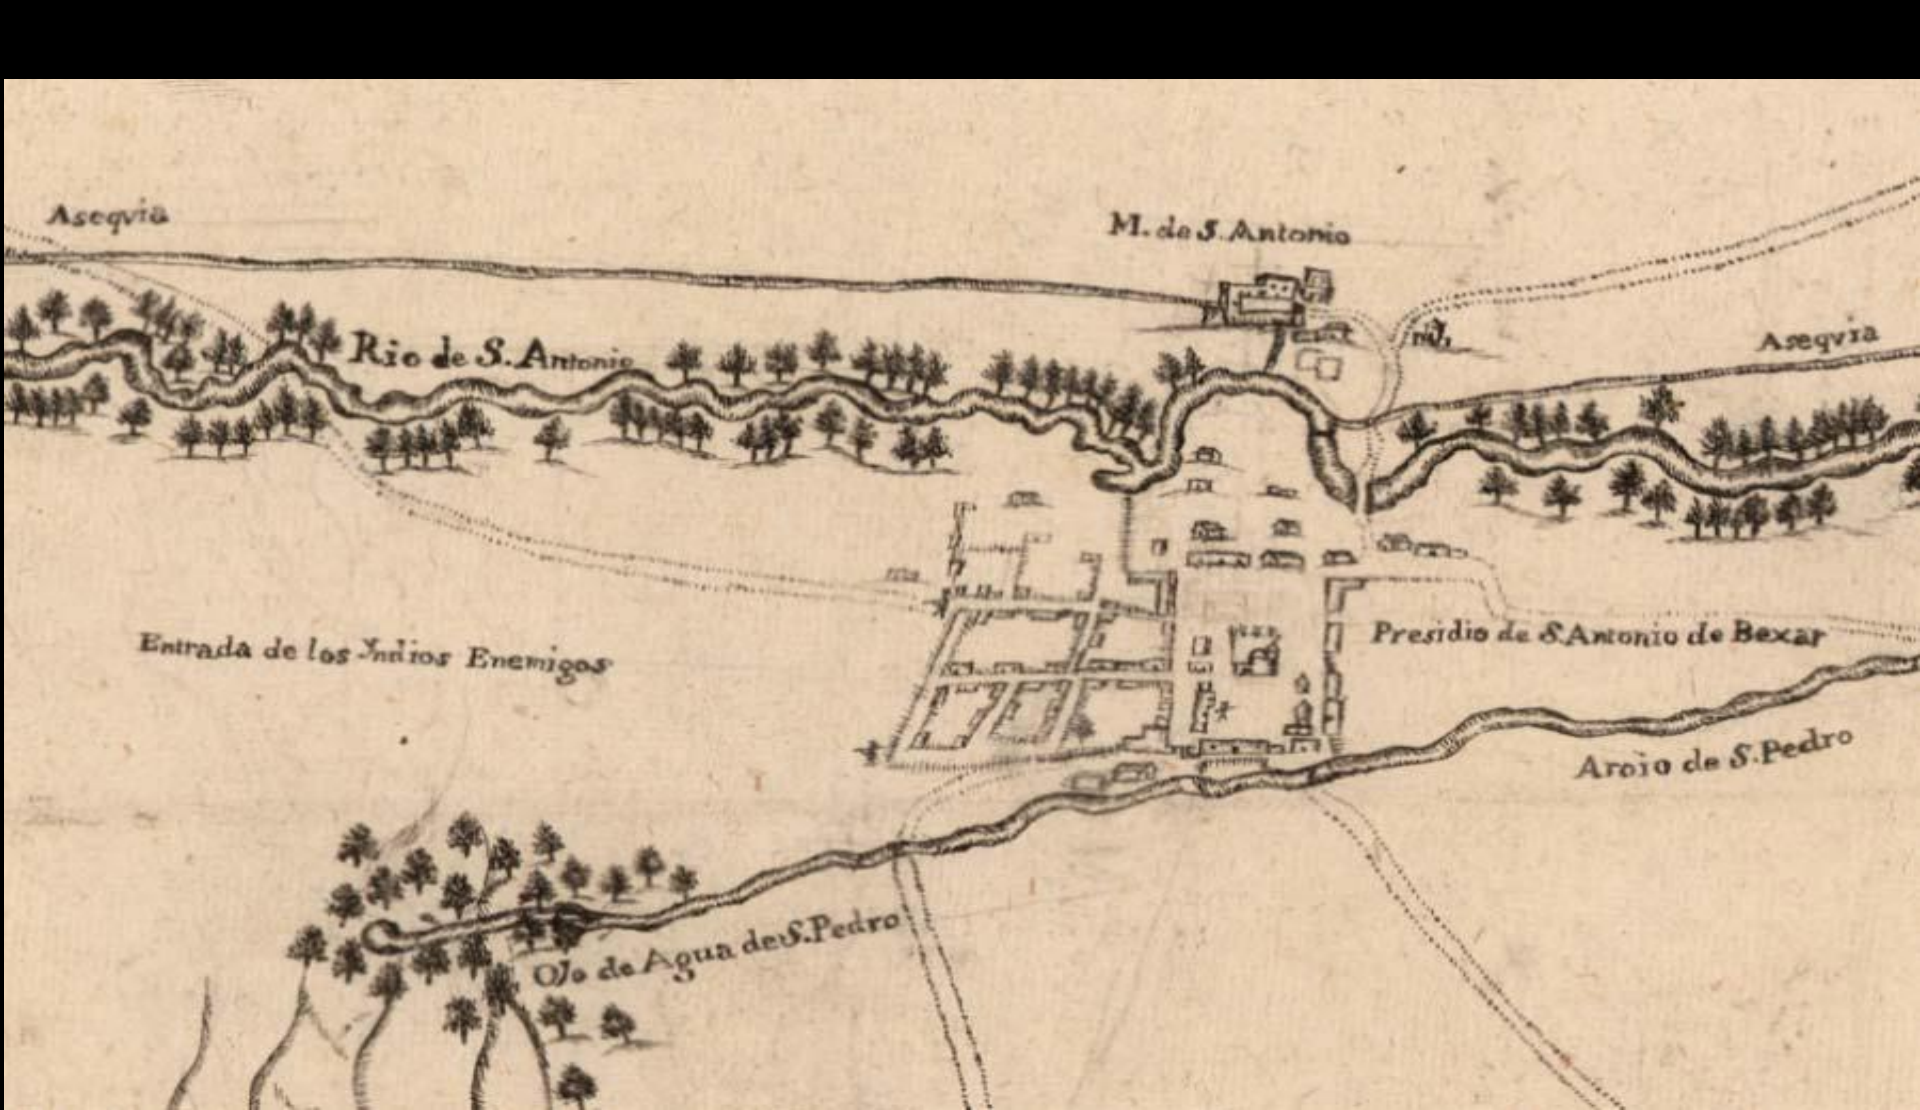 Asequia
M. de S. Antonio
Rio de S. Antonio
Asequia
Entrada de los Yndios Enemigos
Presidio de S. Antonio de Bexar
Aroio de S. Pedro
Ojo de Agua de S. Pedro